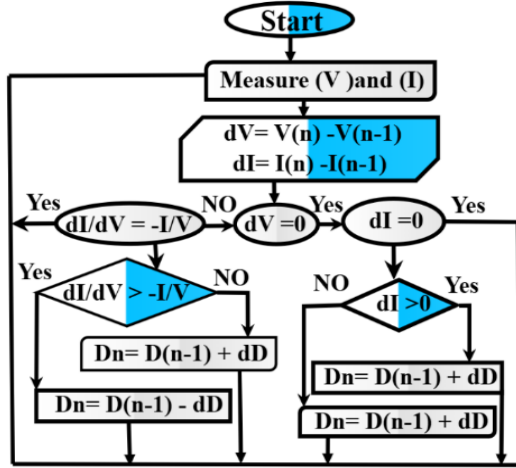 Start
Measure (V )and (I)
dV= V(n) -V(n-1)
dI= I(n) -I(n-1)
Yes
dI/dV = -I/V
NO
dV =0
Yes
dI =0
Yes
Yes
dI/dV > -I/V
NO
NO
dI >0
Yes
Dn= D(n-1) + dD
Dn= D(n-1) + dD
Dn= D(n-1) - dD
Dn= D(n-1) + dD